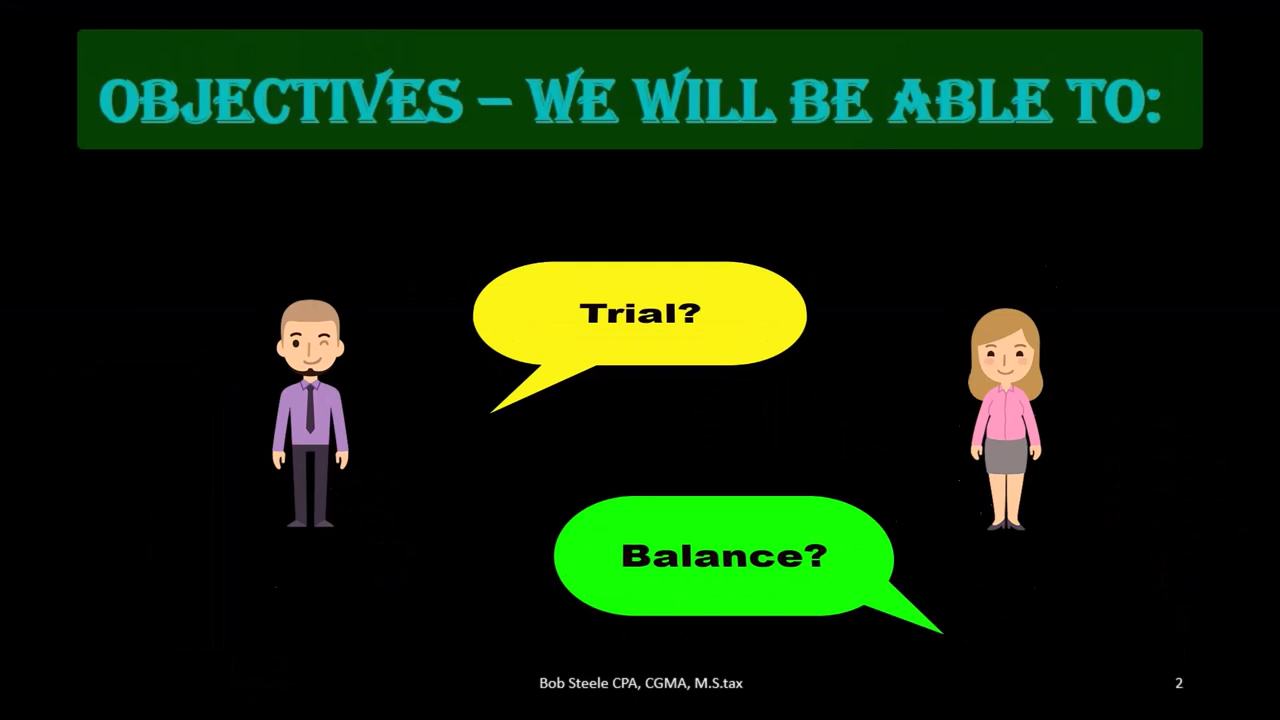 OBJECTIVES – WE WILL BE ABLE TO:
Trial?
Balance?
Bob Steele CPA, CGMA, M.S.tax
2